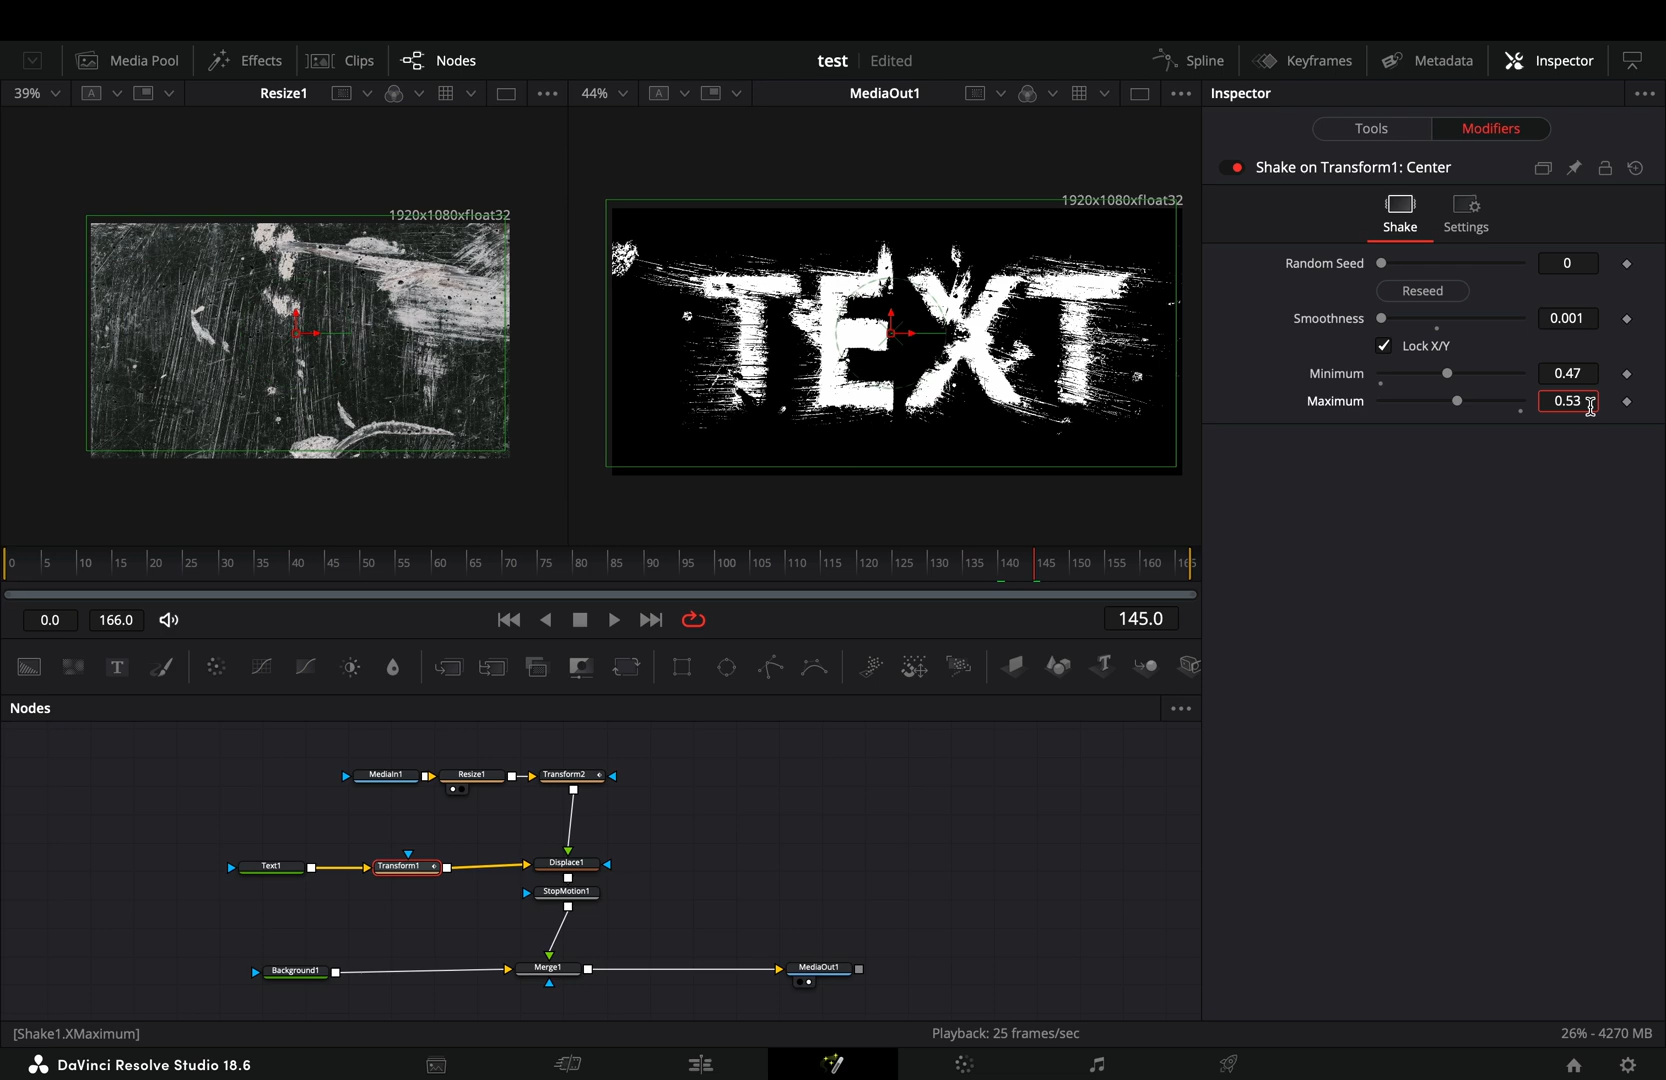 Media Pool Effects Clips Nodes test Edited Spline Keyframes Metadata Inspector
39% A Resize1 44% A MediaOut1 Inspector
Tools Modifiers
Shake on Transform1: Center
1920x1080xfloat32
1920x1080xfloat32
Shake Settings
Random Seed 0
Reseed
Smoothness 0.001
Lock X/Y
Minimum 0.47
Maximum 0.53
TEXT
0 5 10 15 20 25 30 35 40 45 50 55 60 65 70 75 80 85 90 95 100 105 110 115 120 125 130 135 140 145 150 155 160 165
0.0 166.0 145.0
T T
Nodes
MediaIn1 Resize1 Transform2
Text1 Transform1 Displace1
StopMotion1
Background1 Merge1 MediaOut1
[Shake1.XMaximum] Playback: 25 frames/sec 26% - 4270 MB
DaVinci Resolve Studio 18.6